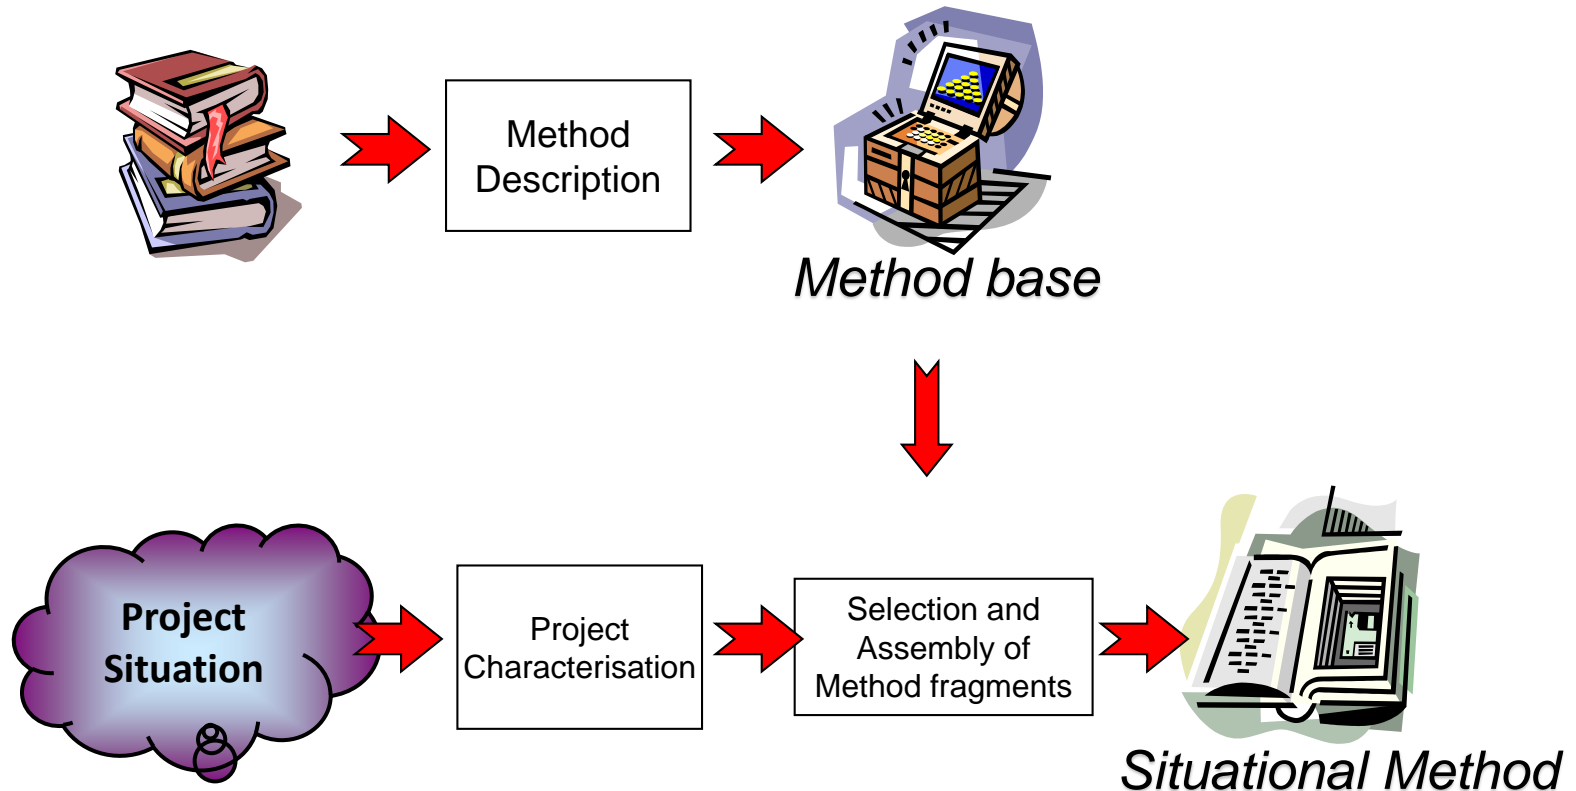 Method
Description
Method base
Project
Situation
Project
Characterisation
Selection and
Assembly of
Method fragments
Situational Method